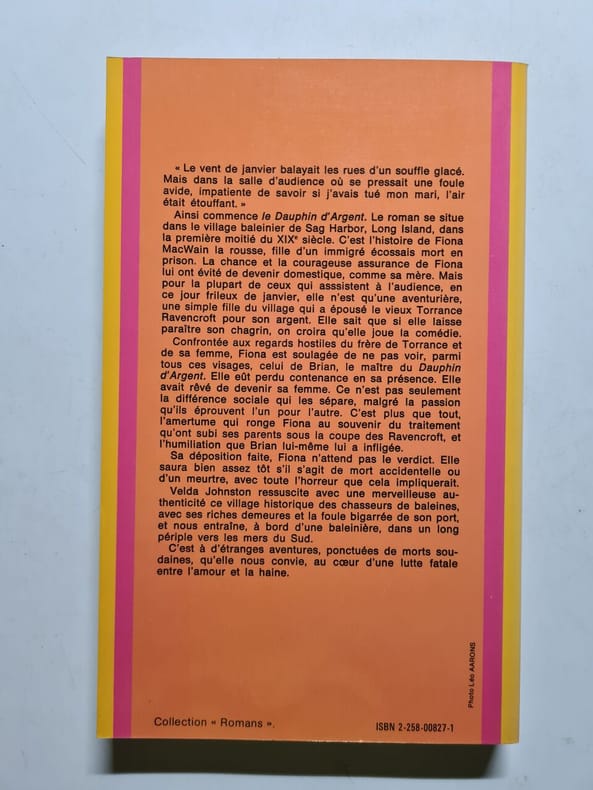 « Le vent de janvier balayait les rues d'un souffle glacé.
Mais dans la salle d'audience où se pressait une foule
avide, impatiente de savoir si j'avais tué mon mari, l'air
était étouffant. »
Ainsi commence le Dauphin d'Argent. Le roman se situe
dans le village baleinier de Sag Harbor, Long Island, dans
la première moitié du XIXe siècle. C'est l'histoire de Fiona
MacWain la rousse, fille d'un immigré écossais mort en
prison. La chance et la courageuse assurance de Fiona
lui ont évité de devenir domestique, comme sa mère. Mais
pour la plupart de ceux qui asssistent à l'audience, en
ce jour frileux de janvier, elle n'est qu'une aventurière,
une simple fille du village qui a épousé le vieux Torrance
Ravencroft pour son argent. Elle sait que si elle laisse
paraître son chagrin, on croira qu'elle joue la comédie.
Confrontée aux regards hostiles du frère de Torrance et
de sa femme, Fiona est soulagée de ne pas voir, parmi
tous ces visages, celui de Brian, le maître du Dauphin
d'Argent. Elle eût perdu contenance en sa présence. Elle
avait rêvé de devenir sa femme. Ce n'est pas seulement
la différence sociale qui les sépare, malgré la passion
qu'ils éprouvent l'un pour l'autre. C'est plus que tout,
l'amertume qui ronge Fiona au souvenir du traitement
qu'ont subi ses parents sous la coupe des Ravencroft, et
l'humiliation que Brian lui-même lui a infligée.
Sa déposition faite, Fiona n'attend pas le verdict. Elle
saura bien assez tôt s'il s'agit de mort accidentelle ou
d'un meurtre, avec toute l'horreur que cela impliquerait.
Velda Johnston ressuscite avec une merveilleuse au-
thenticité ce village historique des chasseurs de baleines,
avec ses riches demeures et la foule bigarrée de son port,
et nous entraîne, à bord d'une baleinière, dans un long
périple vers les mers du Sud.
C'est à d'étranges aventures, ponctuées de morts sou-
daines, qu'elle nous convie, au cœur d'une lutte fatale
entre l'amour et la haine.
Photo Léo AARONS
Collection « Romans ».
ISBN 2-258-00827-1